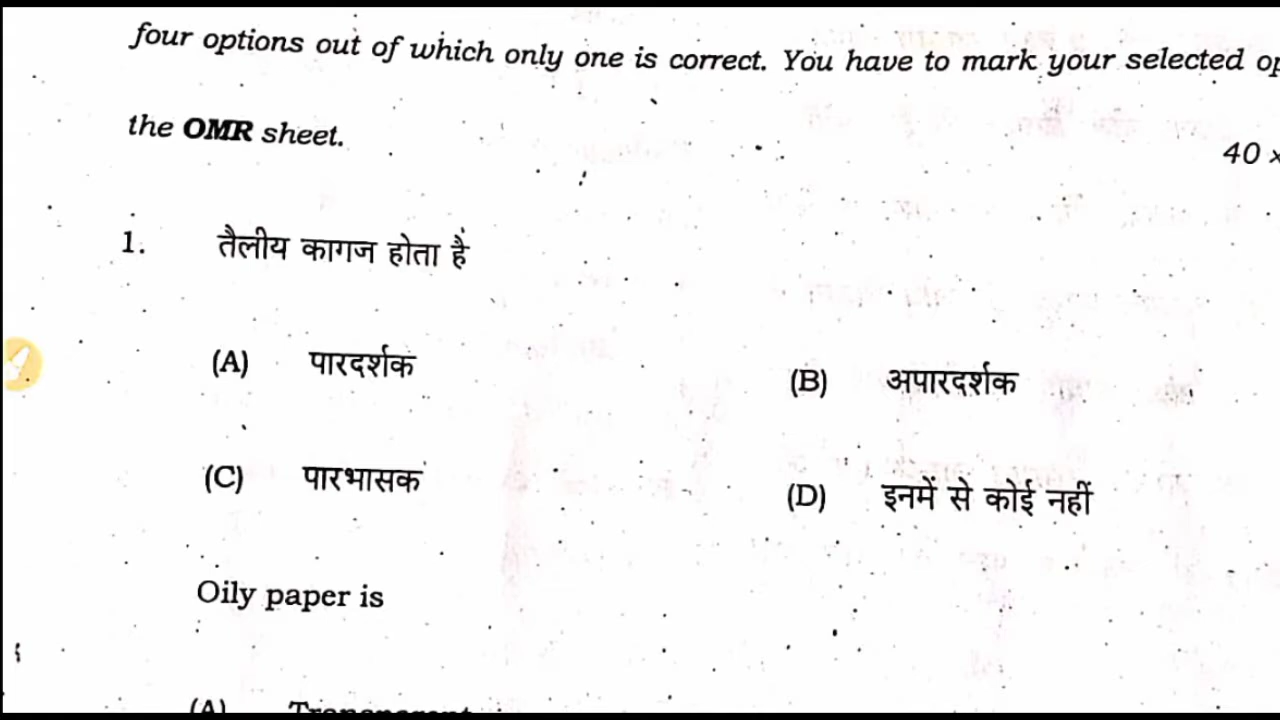 four options out of which only one is correct. You have to mark your selected
the OMR sheet.
40 ×
1. तैलीय कागज होता है
(A) पारदर्शक
(B) अपारदर्शक
(C) पारभासक
(D) इनमें से कोई नहीं
Oily paper is
(A) Transparent